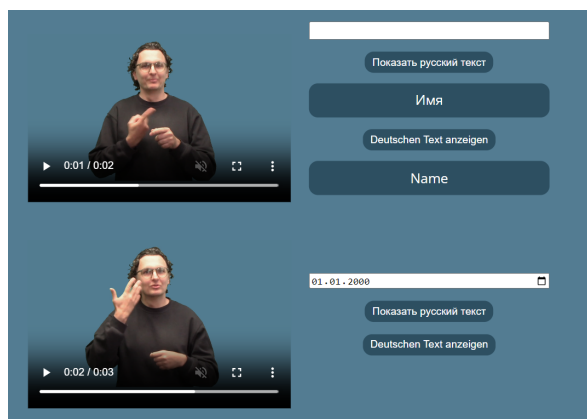 Показать русский текст
Имя
Deutschen Text anzeigen
0:01 / 0:02
Name
01.01.2000
Показать русский текст
Deutschen Text anzeigen
0:02 / 0:03